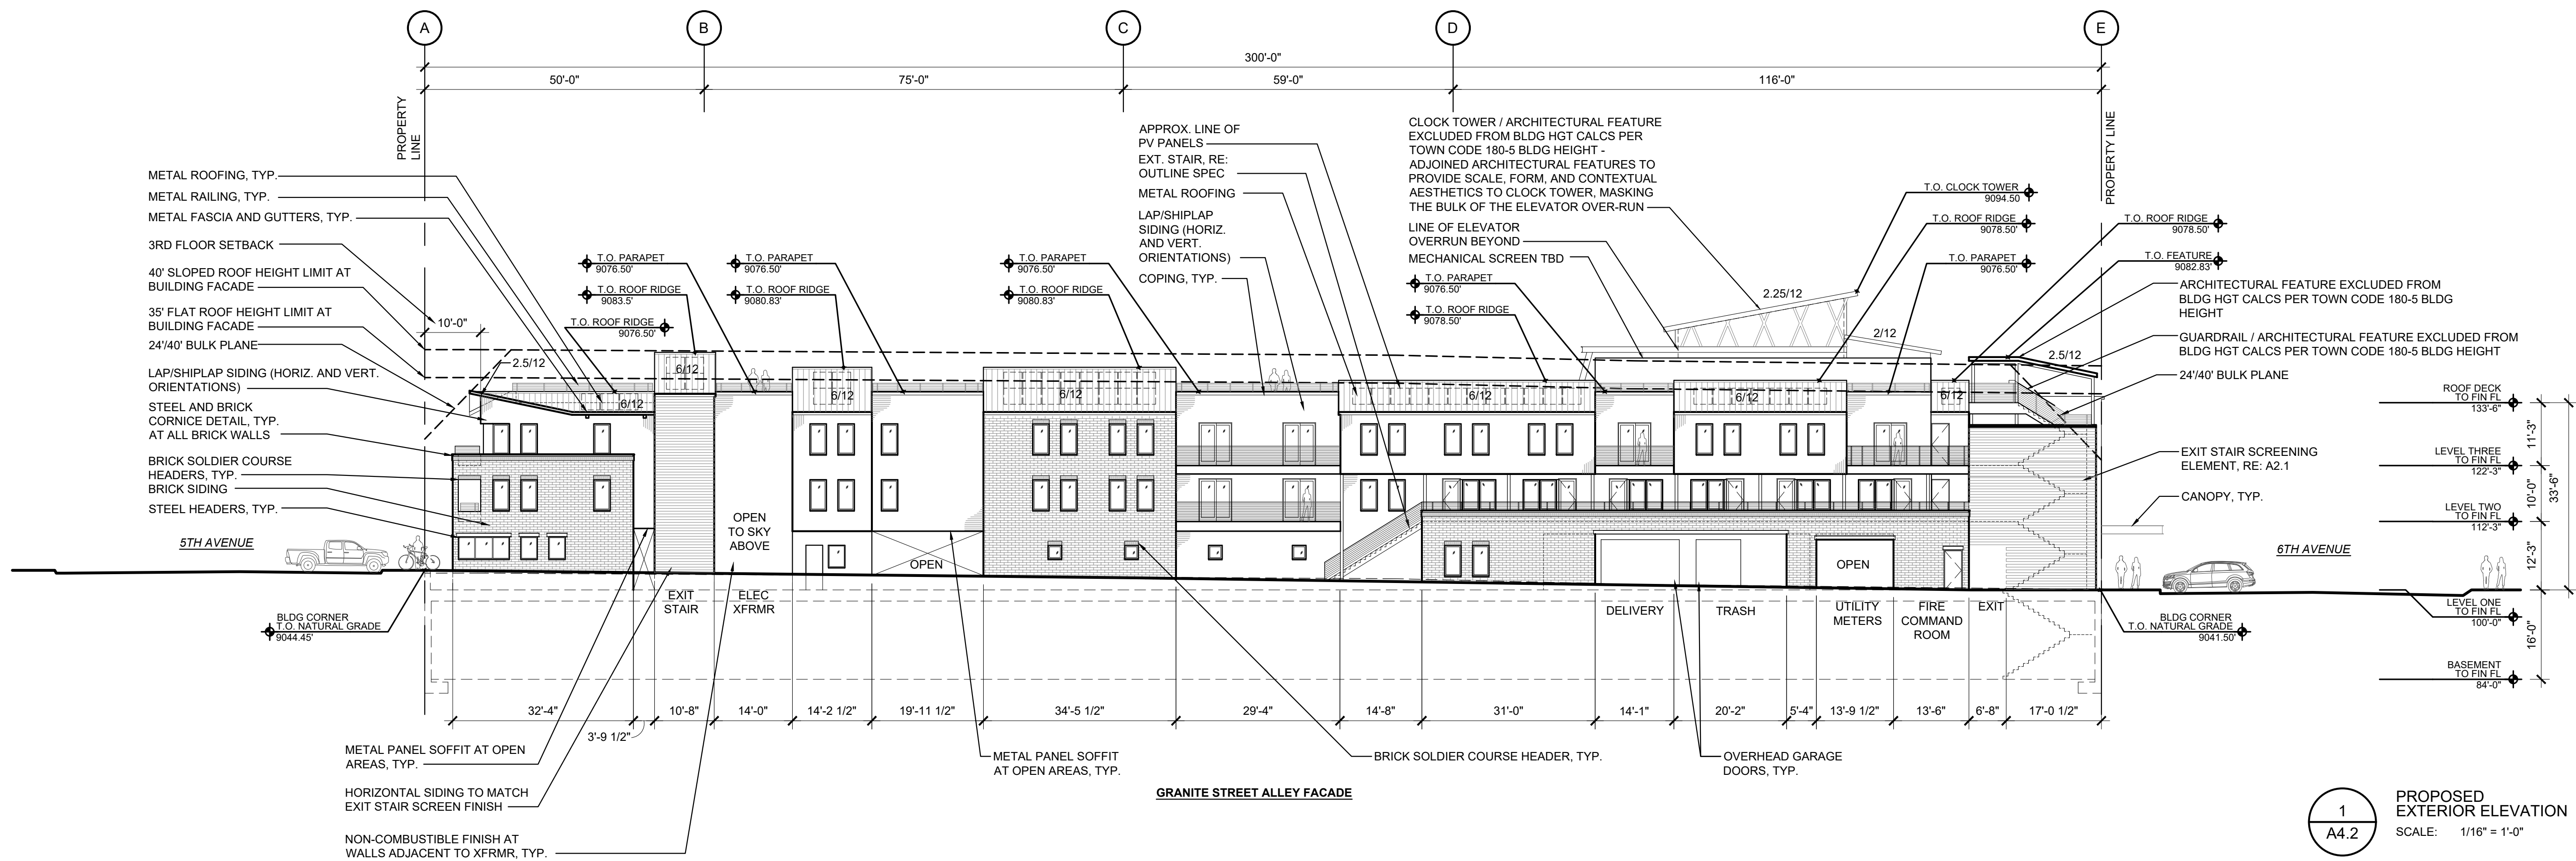 A
B
C
D
E
300'-0"
50'-0"
75'-0"
59'-0"
116'-0"
PROPERTY
LINE
PROPERTY LINE
METAL ROOFING, TYP.
METAL RAILING, TYP.
METAL FASCIA AND GUTTERS, TYP.
3RD FLOOR SETBACK
40' SLOPED ROOF HEIGHT LIMIT AT
BUILDING FACADE
35' FLAT ROOF HEIGHT LIMIT AT
BUILDING FACADE
24'/40' BULK PLANE
LAP/SHIPLAP SIDING (HORIZ. AND VERT.
ORIENTATIONS)
STEEL AND BRICK
CORNICE DETAIL, TYP.
AT ALL BRICK WALLS
BRICK SOLDIER COURSE
HEADERS, TYP.
BRICK SIDING
STEEL HEADERS, TYP.
5TH AVENUE
10'-0"
2.5/12
T.O. PARAPET
9076.50'
T.O. ROOF RIDGE
9083.5'
T.O. ROOF RIDGE
9076.50'
T.O. PARAPET
9076.50'
T.O. ROOF RIDGE
9080.83'
T.O. PARAPET
9076.50'
T.O. ROOF RIDGE
9080.83'
APPROX. LINE OF
PV PANELS
EXT. STAIR, RE:
OUTLINE SPEC
METAL ROOFING
LAP/SHIPLAP
SIDING (HORIZ.
AND VERT.
ORIENTATIONS)
COPING, TYP.
CLOCK TOWER / ARCHITECTURAL FEATURE
EXCLUDED FROM BLDG HGT CALCS PER
TOWN CODE 180-5 BLDG HEIGHT -
ADJOINED ARCHITECTURAL FEATURES TO
PROVIDE SCALE, FORM, AND CONTEXTUAL
AESTHETICS TO CLOCK TOWER, MASKING
THE BULK OF THE ELEVATOR OVER-RUN
LINE OF ELEVATOR
OVERRUN BEYOND
MECHANICAL SCREEN TBD
T.O. PARAPET
9076.50'
T.O. ROOF RIDGE
9078.50'
2.25/12
2/12
T.O. CLOCK TOWER
9094.50
T.O. ROOF RIDGE
9078.50'
T.O. PARAPET
9076.50'
T.O. ROOF RIDGE
9078.50'
T.O. FEATURE
9082.83'
ARCHITECTURAL FEATURE EXCLUDED FROM
BLDG HGT CALCS PER TOWN CODE 180-5 BLDG
HEIGHT
GUARDRAIL / ARCHITECTURAL FEATURE EXCLUDED FROM
BLDG HGT CALCS PER TOWN CODE 180-5 BLDG HEIGHT
2.5/12
24'/40' BULK PLANE
6/12
6/12
6/12
6/12
6/12
6/12
6/12
ROOF DECK
TO FIN FL
133'-6"
LEVEL THREE
TO FIN FL
122'-3"
LEVEL TWO
TO FIN FL
112'-3"
LEVEL ONE
TO FIN FL
100'-0"
BASEMENT
TO FIN FL
84'-0"
11'-3"
10'-0"
12'-3"
16'-0"
33'-6"
EXIT STAIR SCREENING
ELEMENT, RE: A2.1
CANOPY, TYP.
6TH AVENUE
OPEN
TO SKY
ABOVE
OPEN
OPEN
EXIT
STAIR
ELEC
XFRMR
DELIVERY
TRASH
UTILITY
METERS
FIRE
COMMAND
ROOM
EXIT
BLDG CORNER
T.O. NATURAL GRADE
9044.45'
BLDG CORNER
T.O. NATURAL GRADE
9041.50'
32'-4"
3'-9 1/2"
10'-8"
14'-0"
14'-2 1/2"
19'-11 1/2"
34'-5 1/2"
29'-4"
14'-8"
31'-0"
14'-1"
20'-2"
5'-4"
13'-9 1/2"
13'-6"
6'-8"
17'-0 1/2"
METAL PANEL SOFFIT AT OPEN
AREAS, TYP.
HORIZONTAL SIDING TO MATCH
EXIT STAIR SCREEN FINISH
NON-COMBUSTIBLE FINISH AT
WALLS ADJACENT TO XFRMR, TYP.
METAL PANEL SOFFIT
AT OPEN AREAS, TYP.
BRICK SOLDIER COURSE HEADER, TYP.
OVERHEAD GARAGE
DOORS, TYP.
GRANITE STREET ALLEY FACADE
1
A4.2
PROPOSED
EXTERIOR ELEVATION
SCALE: 1/16" = 1'-0"